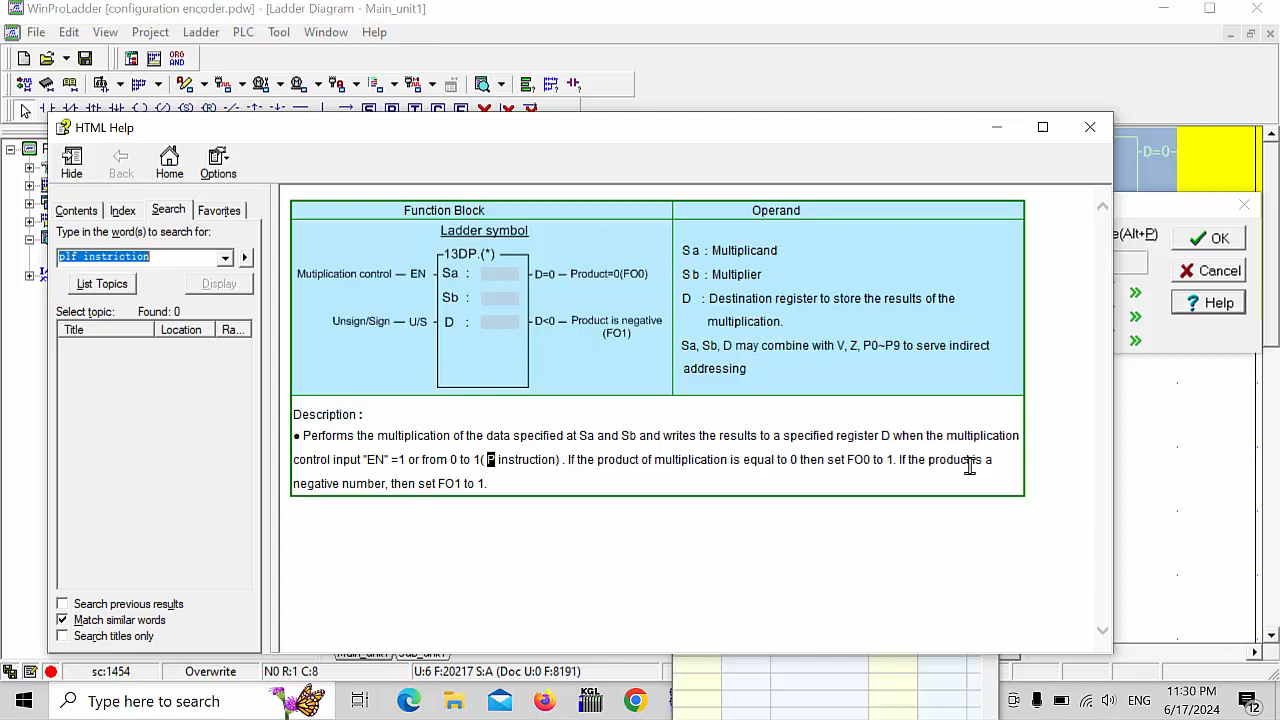 WinProLadder [configuration encoder.pdw] - [Ladder Diagram - Main_unit1]
File Edit View Project Ladder PLC Tool Window Help
ORG
AND
HTML Help
Hide Back Home Options
Contents Index Search Favorites
Type in the word(s) to search for:
plf instriction
List Topics Display
Select topic: Found: 0
Title Location Ra...
Search previous results
Match similar words
Search titles only
Function Block Operand
Ladder symbol
13DP.(*)
Mutiplication control EN Sa : D=0 Product=0(FO0)
Sb :
Unsign/Sign U/S D : D<0 Product is negative
(FO1)
Sa : Multiplicand
Sb : Multiplier
D : Destination register to store the results of the
multiplication.
Sa, Sb, D may combine with V, Z, P0~P9 to serve indirect
addressing
Description :
● Performs the multiplication of the data specified at Sa and Sb and writes the results to a specified register D when the multiplication
control input "EN" =1 or from 0 to 1( P instruction) . If the product of multiplication is equal to 0 then set FO0 to 1. If the product is a
negative number, then set FO1 to 1.
D=0
e(Alt+P)
OK
Cancel
? Help
Main_unit1 Sub_unit1
sc:1454 Overwrite N0 R:1 C:8 U:6 F:20217 S:A (Doc U:0 F:8191)
Type here to search
KGL
ENG
11:30 PM
6/17/2024
12